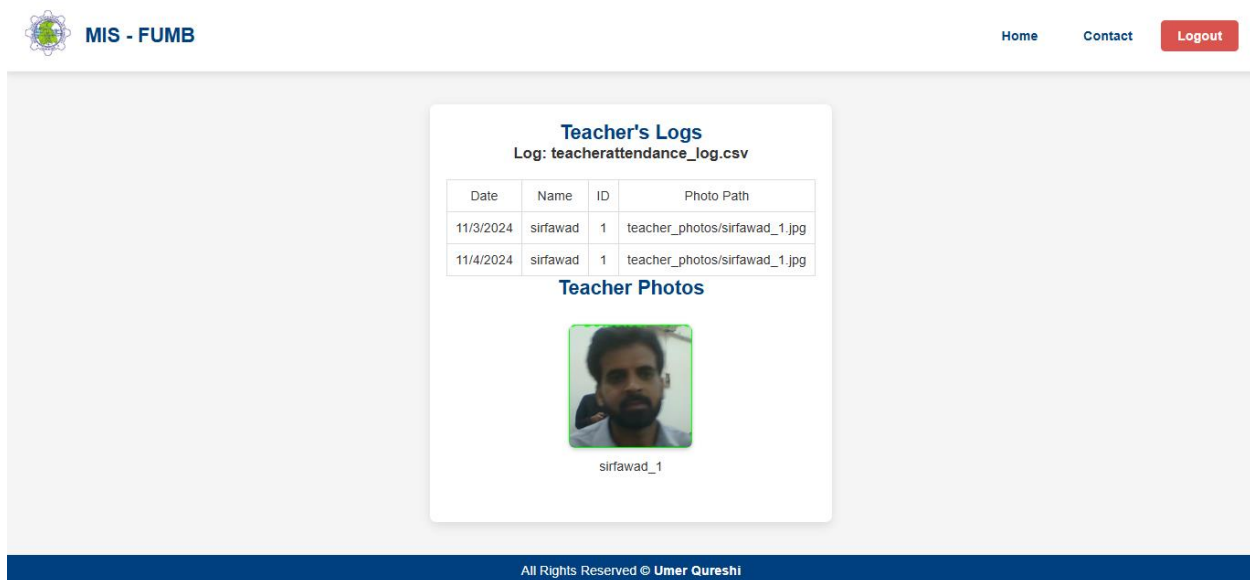 MIS - FUMB
Home Contact Logout
Teacher's Logs
Log: teacherattendance_log.csv
Date Name ID Photo Path
11/3/2024 sirfawad 1 teacher_photos/sirfawad_1.jpg
11/4/2024 sirfawad 1 teacher_photos/sirfawad_1.jpg
Teacher Photos
sirfawad_1
All Rights Reserved © Umer Qureshi